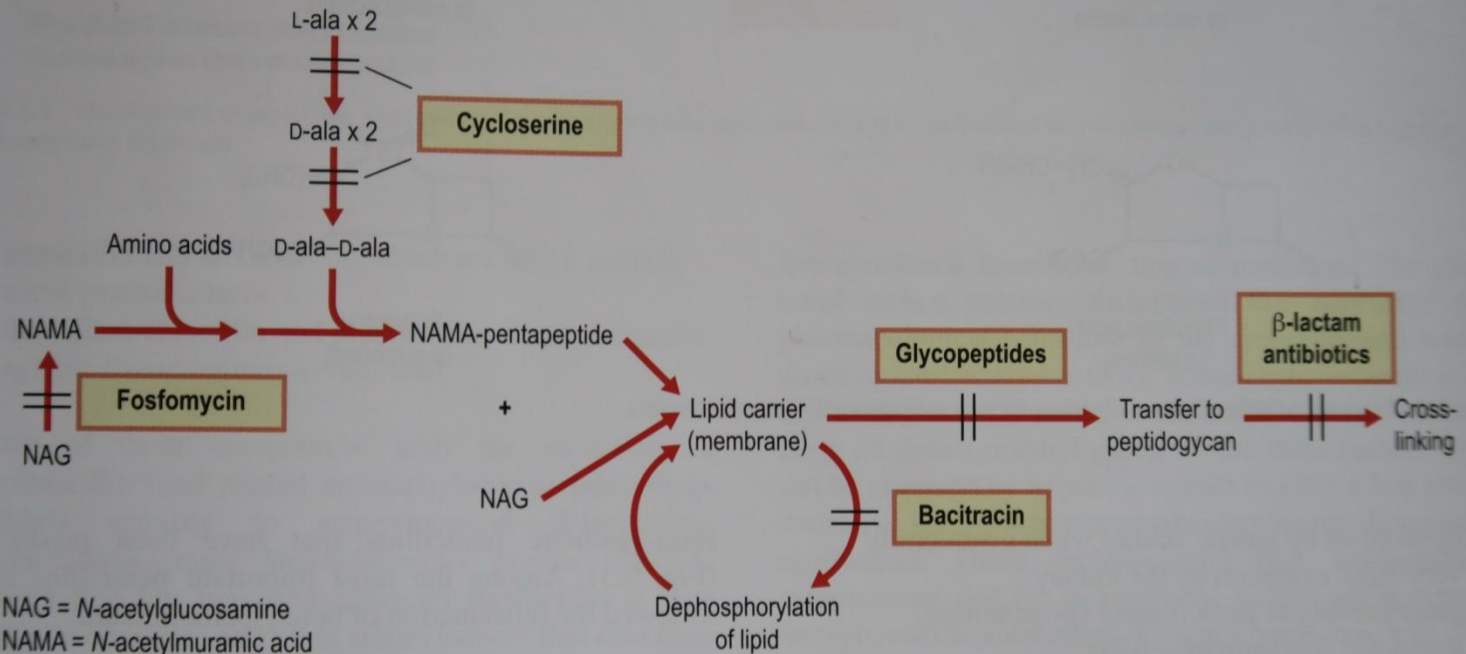 L-ala x 2
Cycloserine
D-ala x 2
Amino acids
D-ala–D-ala
NAMA
NAMA-pentapeptide
Glycopeptides
β-lactam
antibiotics
Fosfomycin
+
Lipid carrier
(membrane)
Transfer to
peptidogycan
Cross-
linking
NAG
NAG
Bacitracin
Dephosphorylation
of lipid
NAG = N-acetylglucosamine
NAMA = N-acetylmuramic acid